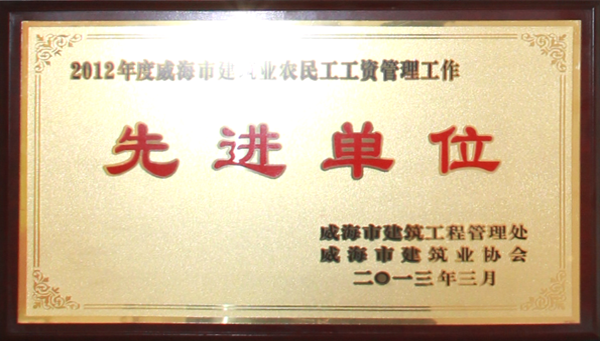 2012年度威海市建筑业农民工工资管理工作
先进单位
威海市建筑工程管理处
威海市建筑业协会
二〇一三年三月